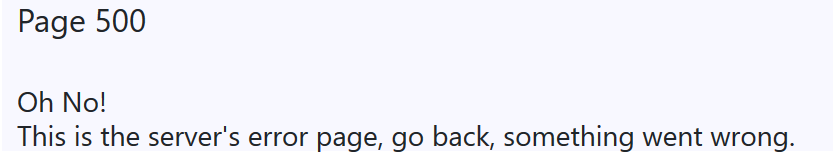 Page 500
Oh No!
This is the server's error page, go back, something went wrong.